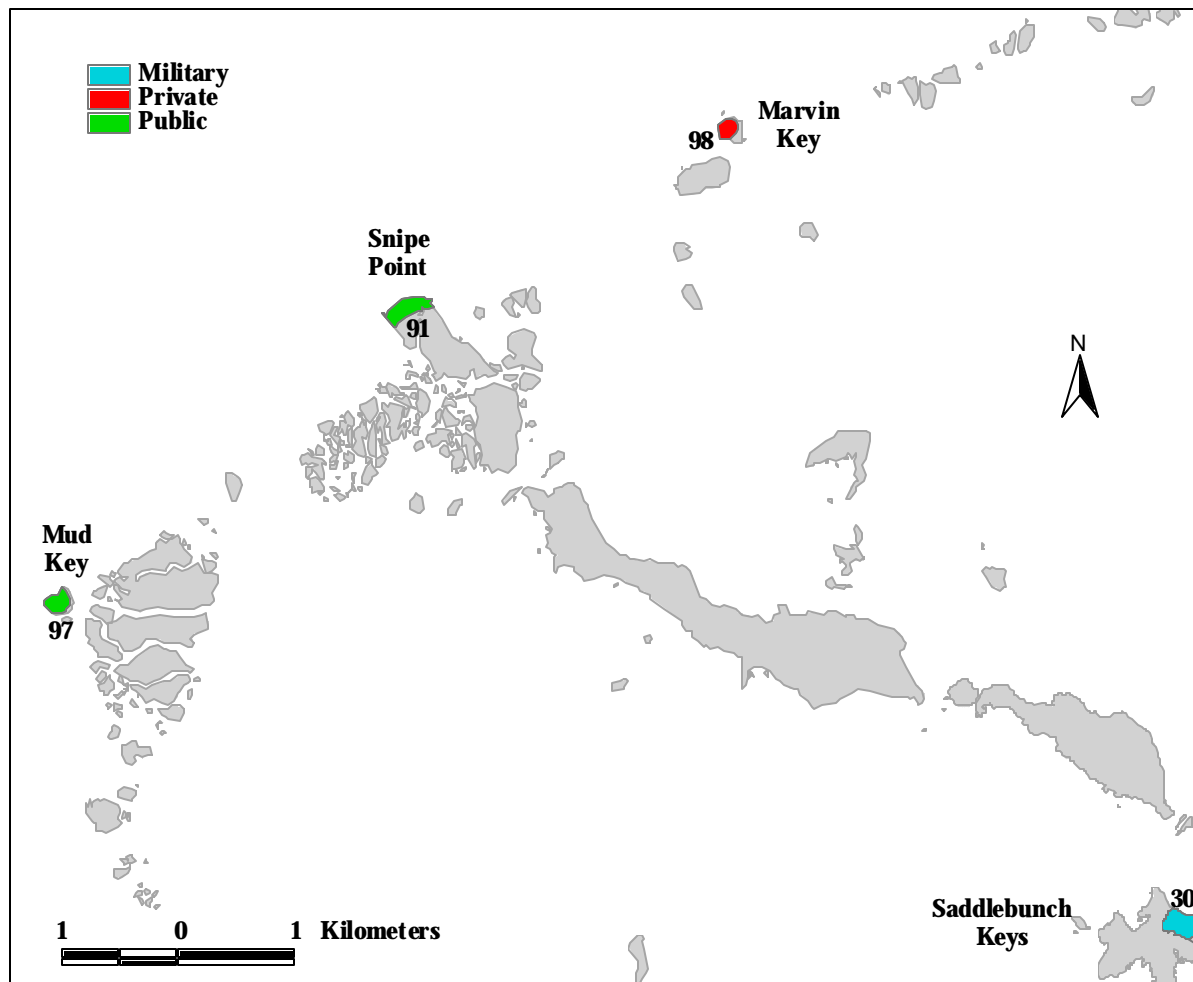 Military
Private
Public
Marvin
Key
98
Snipe
Point
91
N
Mud
Key
97
30
Saddlebunch
Keys
1 0 1 Kilometers